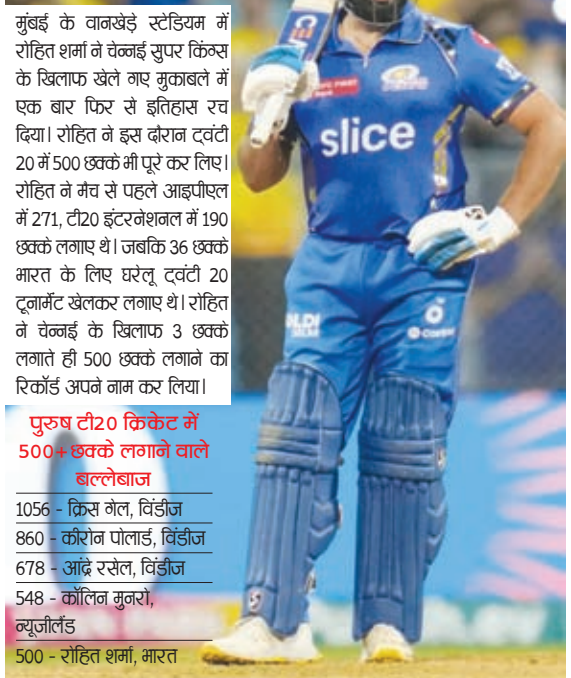 मुंबई के वानखेड़े स्टेडियम में
रोहित शर्मा ने चेन्नई सुपर किंग्स
के खिलाफ खेले गए मुकाबले में
एक बार फिर से इतिहास रच
दिया। रोहित ने इस दौरान ट्वंटी
20 में 500 छक्के भी पूरे कर लिए।
रोहित ने मैच से पहले आइपीएल
में 271, टी20 इंटरनेशनल में 190
छक्के लगाए थे। जबकि 36 छक्के
भारत के लिए घरेलू ट्वंटी 20
टूनार्मेंट खेलकर लगाए थे। रोहित
ने चेन्नई के खिलाफ 3 छक्के
लगाते ही 500 छक्के लगाने का
रिकॉर्ड अपने नाम कर लिया।
पुरुष टी20 क्रिकेट में
500+छक्के लगाने वाले
बल्लेबाज
1056 - क्रिस गेल, विंडीज
860 - कीरोन पोलार्ड, विंडीज
678 - आंद्रे रसेल, विंडीज
548 - कॉलिन मुनरो,
न्यूजीलैंड
500 - रोहित शर्मा, भारत
slice